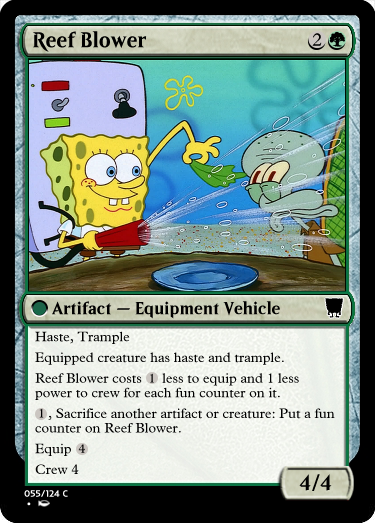 Reef Blower 2
Artifact — Equipment Vehicle
Haste, Trample
Equipped creature has haste and trample.
Reef Blower costs 1 less to equip and 1 less
power to crew for each fun counter on it.
1, Sacrifice another artifact or creature: Put a fun
counter on Reef Blower.
Equip 4
Crew 4
4/4
055/124 C